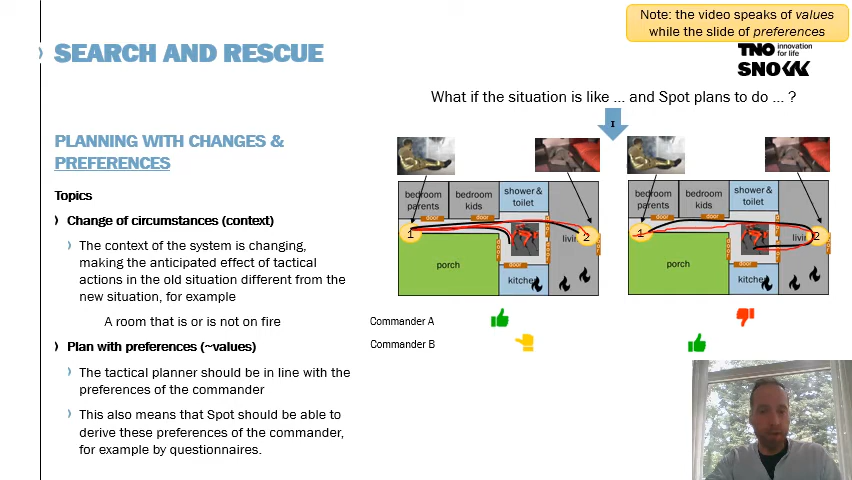 Note: the video speaks of values
while the slide of preferences
SEARCH AND RESCUE
TNO innovation
for life
SNOW
What if the situation is like ... and Spot plans to do ... ?
PLANNING WITH CHANGES &
PREFERENCES
Topics
Change of circumstances (context)
The context of the system is changing,
making the anticipated effect of tactical
actions in the old situation different from the
new situation, for example
A room that is or is not on fire
Plan with preferences (~values)
The tactical planner should be in line with the
preferences of the commander
This also means that Spot should be able to
derive these preferences of the commander,
for example by questionnaires.
bedroom
parents
bedroom
kids
shower &
toilet
door
door
1
2
livi
porch
door
kitchen
bedroom
parents
bedroom
kids
shower &
toilet
door
door
1
2
livi
porch
door
kitchen
Commander A
Commander B